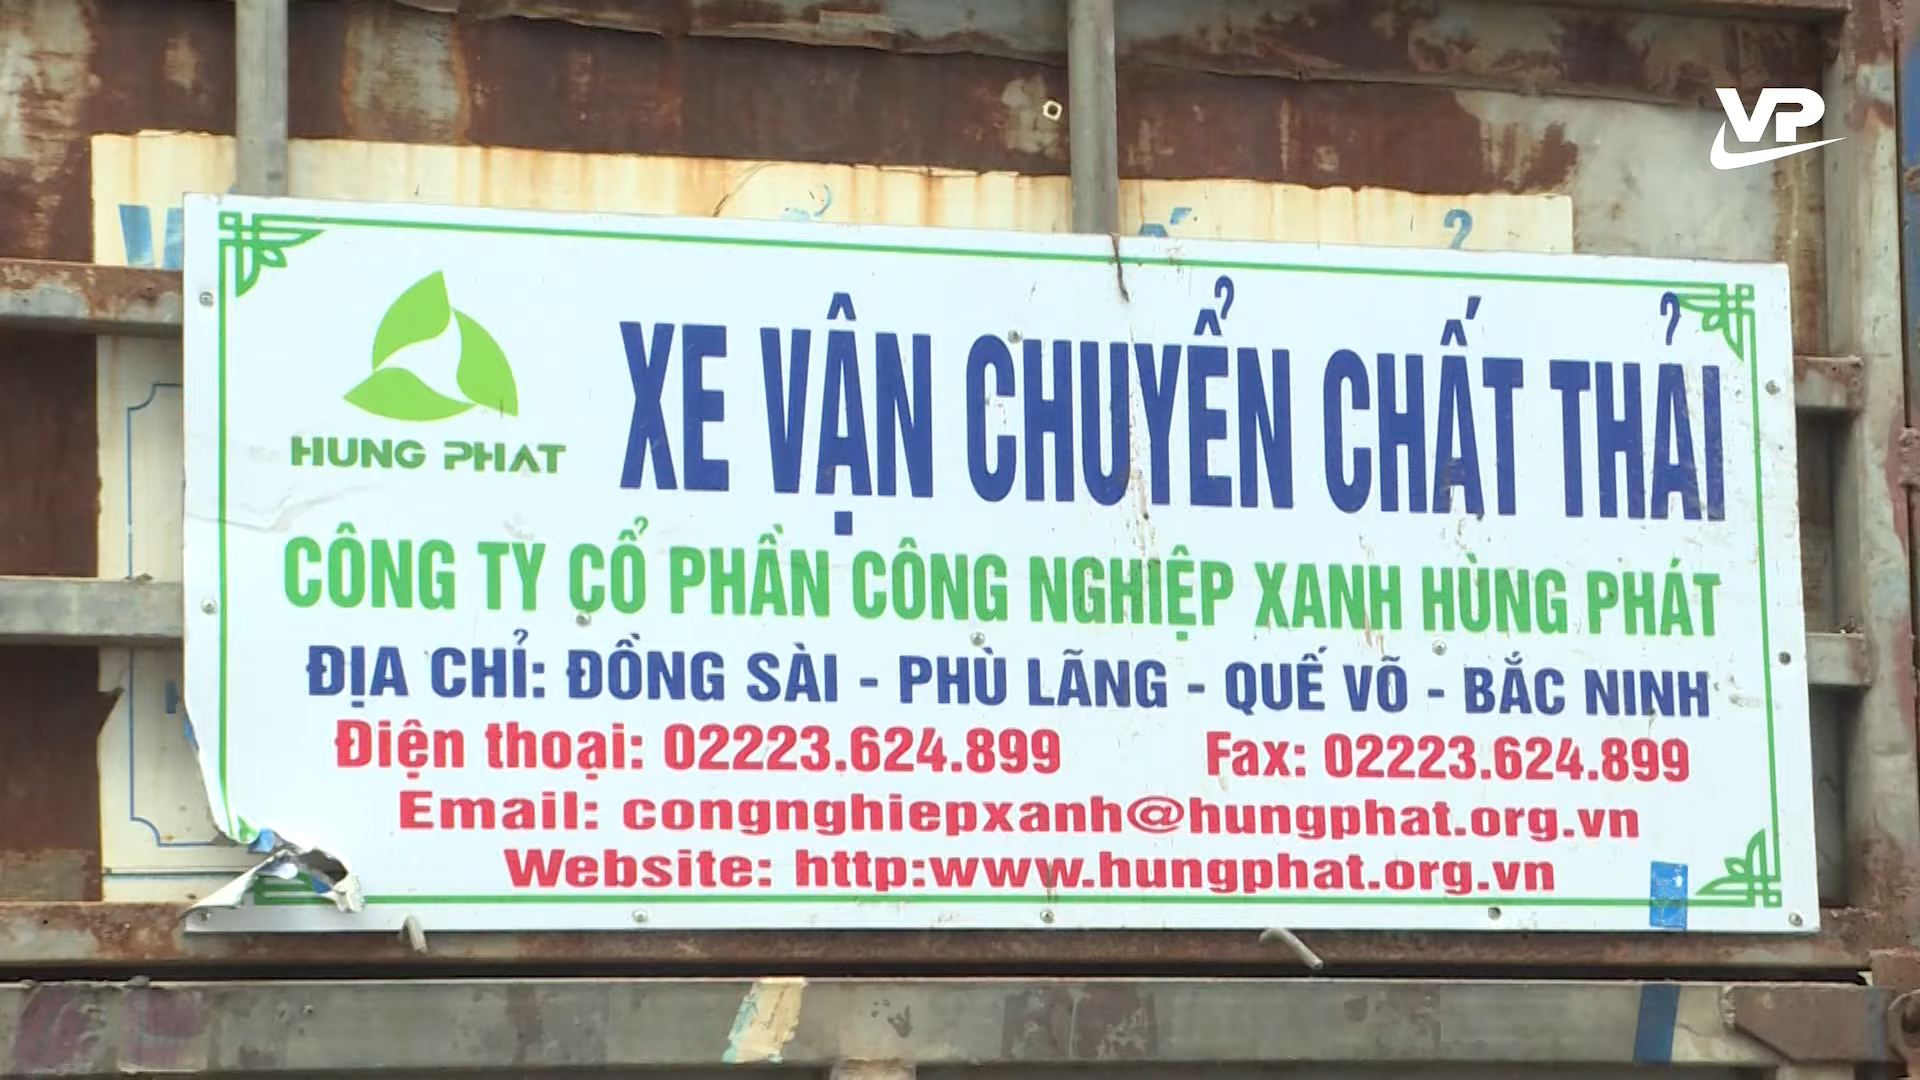 VP
HUNG PHAT
XE VẬN CHUYỂN CHẤT THẢI
CÔNG TY CỔ PHẦN CÔNG NGHIỆP XANH HÙNG PHÁT
ĐỊA CHỈ: ĐỒNG SÀI - PHÙ LÃNG - QUẾ VÕ - BẮC NINH
Điện thoại: 02223.624.899 Fax: 02223.624.899
Email: congnghiepxanh@hungphat.org.vn
Website: http:www.hungphat.org.vn